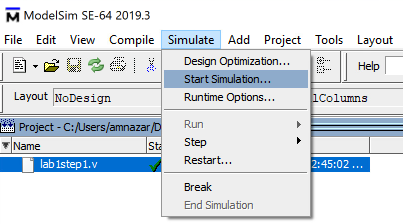 ModelSim SE-64 2019.3
File Edit View Compile Simulate Add Project Tools Layout
Design Optimization...
Start Simulation...
Runtime Options...
Run
Step
Restart...
Break
End Simulation
Help
Layout NoDesign
lColumns
Project - C:/Users/amnazar/D
Name Sta
lab1step1.v 2:45:02 ...